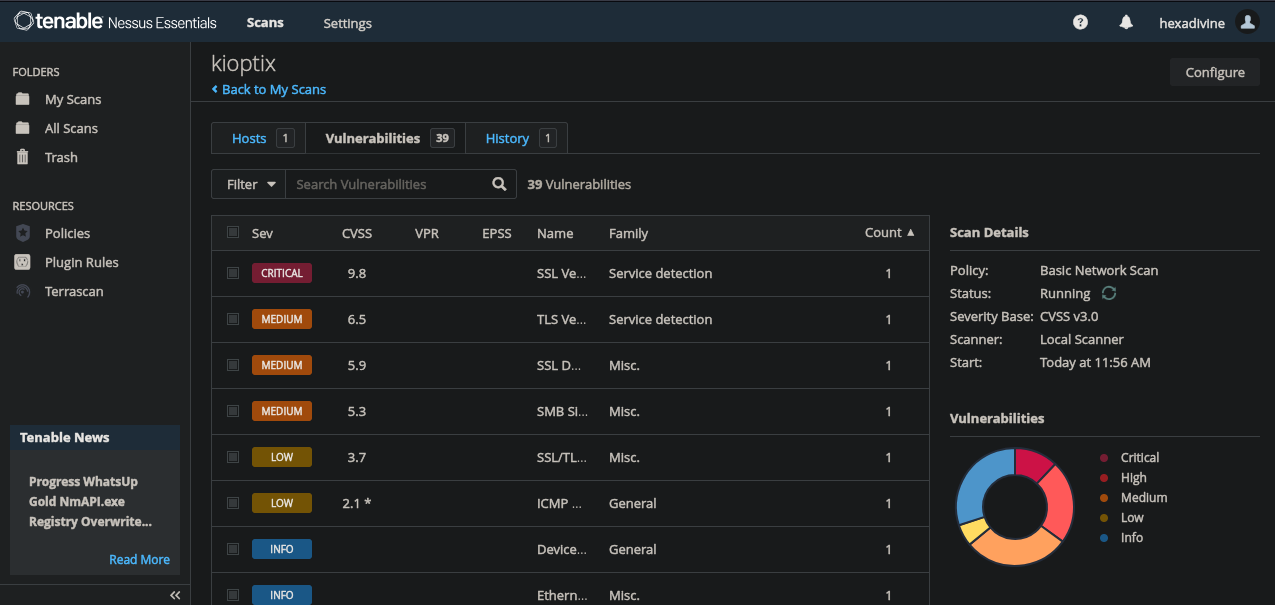 tenable Nessus Essentials Scans Settings hexadivine
FOLDERS
My Scans
All Scans
Trash
RESOURCES
Policies
Plugin Rules
Terrascan
Tenable News
Progress WhatsUp
Gold NmAPI.exe
Registry Overwrite...
Read More
kioptix
Back to My Scans
Configure
Hosts 1 Vulnerabilities 39 History 1
Filter Search Vulnerabilities 39 Vulnerabilities
Sev CVSS VPR EPSS Name Family Count
CRITICAL 9.8 SSL Ve... Service detection 1
MEDIUM 6.5 TLS Ve... Service detection 1
MEDIUM 5.9 SSL D... Misc. 1
MEDIUM 5.3 SMB Si... Misc. 1
LOW 3.7 SSL/TL... Misc. 1
LOW 2.1 * ICMP ... General 1
INFO Device... General 1
INFO Ethern... Misc. 1
Scan Details
Policy: Basic Network Scan
Status: Running
Severity Base: CVSS v3.0
Scanner: Local Scanner
Start: Today at 11:56 AM
Vulnerabilities
Critical
High
Medium
Low
Info